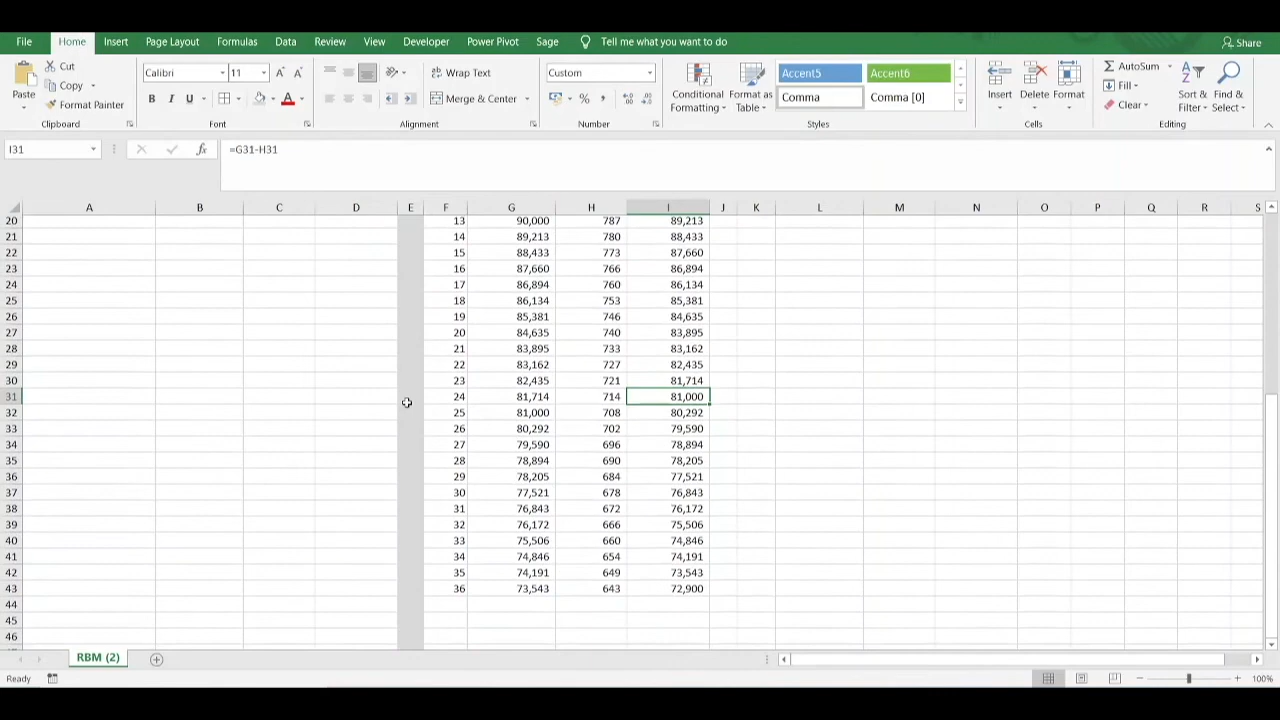 File Home Insert Page Layout Formulas Data Review View Developer Power Pivot Sage Tell me what you want to do Share
Paste Cut Copy Format Painter Clipboard
Calibri 11 A A B I U A Font
Wrap Text Merge & Center Alignment
Custom % , Number
Conditional Formatting Format as Table Accent5 Accent6 Comma Comma [0] Styles
Insert Delete Format Cells
AutoSum Fill Clear Sort & Filter Find & Select Editing
I31 fx =G31-H31
A B C D E F G H I J K L M N O P Q R S
20 13 90,000 787 89,213
21 14 89,213 780 88,433
22 15 88,433 773 87,660
23 16 87,660 766 86,894
24 17 86,894 760 86,134
25 18 86,134 753 85,381
26 19 85,381 746 84,635
27 20 84,635 740 83,895
28 21 83,895 733 83,162
29 22 83,162 727 82,435
30 23 82,435 721 81,714
31 24 81,714 714 81,000
32 25 81,000 708 80,292
33 26 80,292 702 79,590
34 27 79,590 696 78,894
35 28 78,894 690 78,205
36 29 78,205 684 77,521
37 30 77,521 678 76,843
38 31 76,843 672 76,172
39 32 76,172 666 75,506
40 33 75,506 660 74,846
41 34 74,846 654 74,191
42 35 74,191 649 73,543
43 36 73,543 643 72,900
44
45
46
RBM (2)
Ready 100%